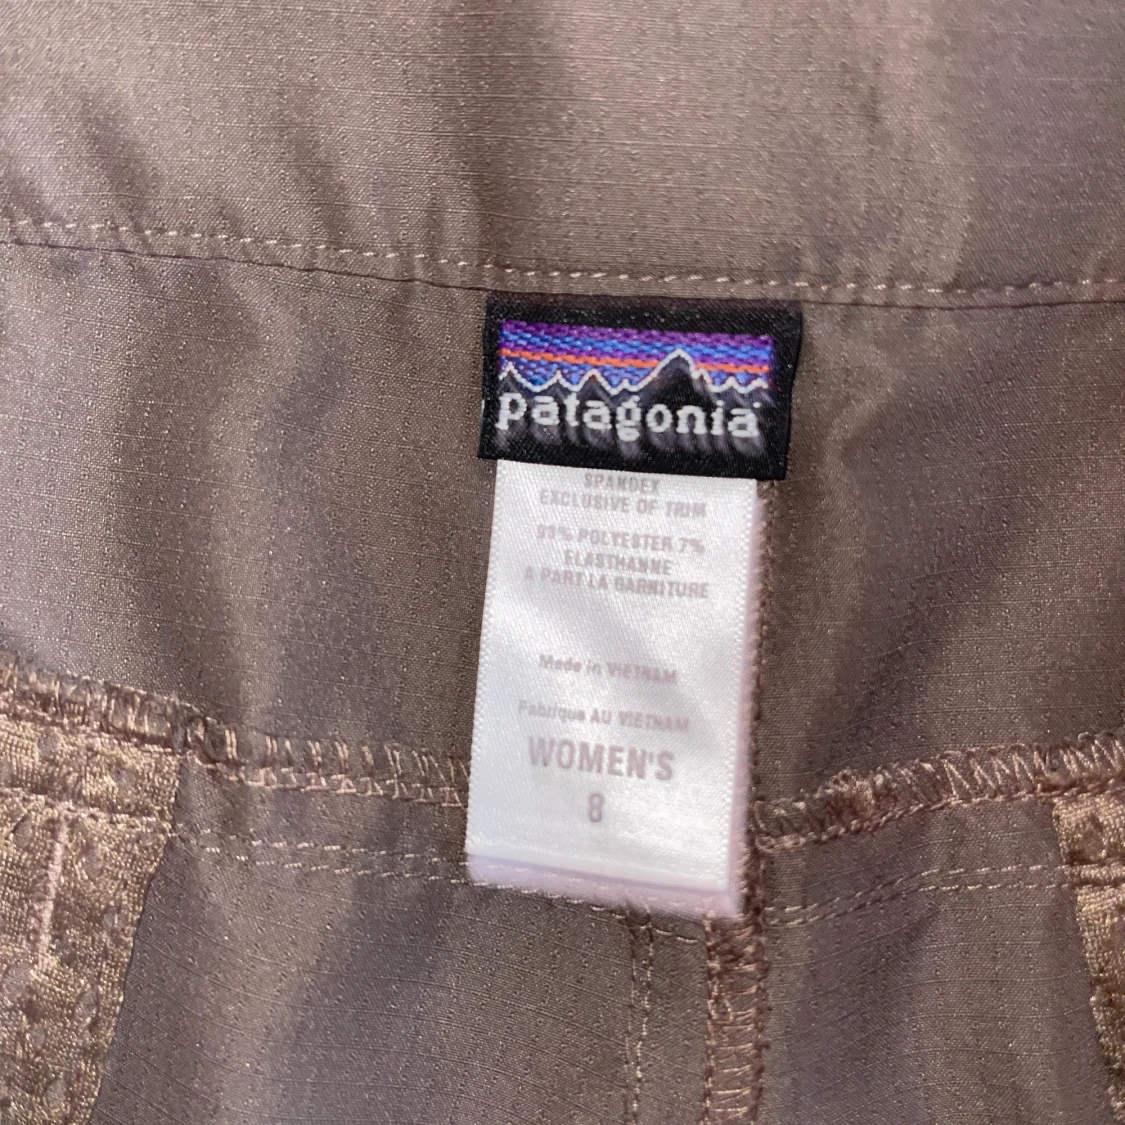 patagonia
SPANDEX
EXCLUSIVE OF TRIM
93% POLYESTER 7%
ELASTHANNE
A PART LA GARNITURE
Made in VIETNAM
Fabrique AU VIETNAM
WOMEN'S
8